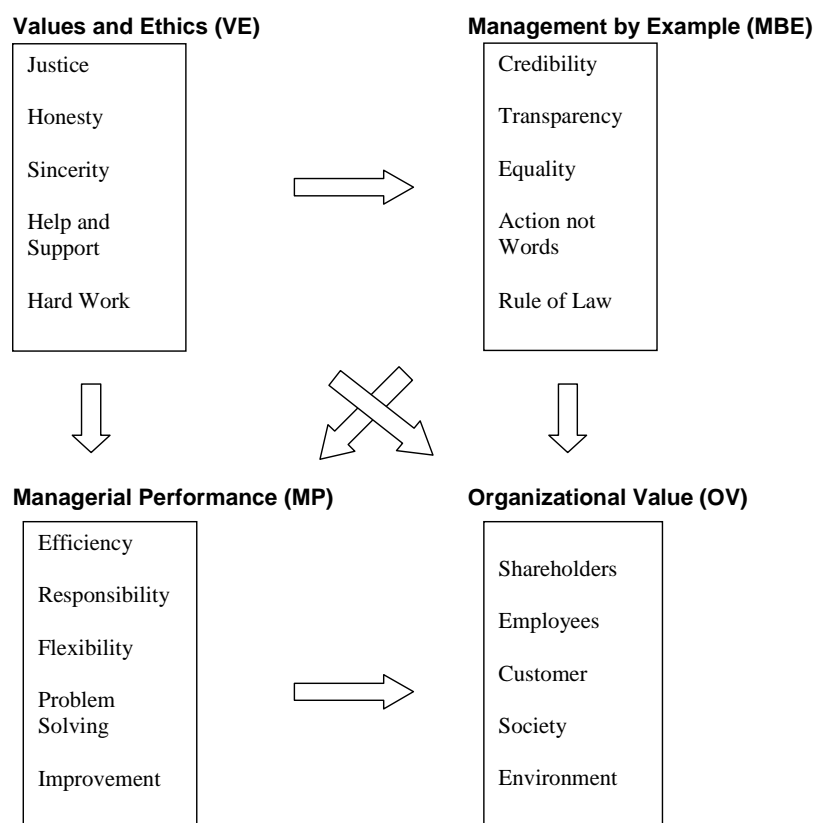 Values and Ethics (VE)
Justice
Honesty
Sincerity
Help and
Support
Hard Work
Management by Example (MBE)
Credibility
Transparency
Equality
Action not
Words
Rule of Law
Managerial Performance (MP)
Efficiency
Responsibility
Flexibility
Problem
Solving
Improvement
Organizational Value (OV)
Shareholders
Employees
Customer
Society
Environment